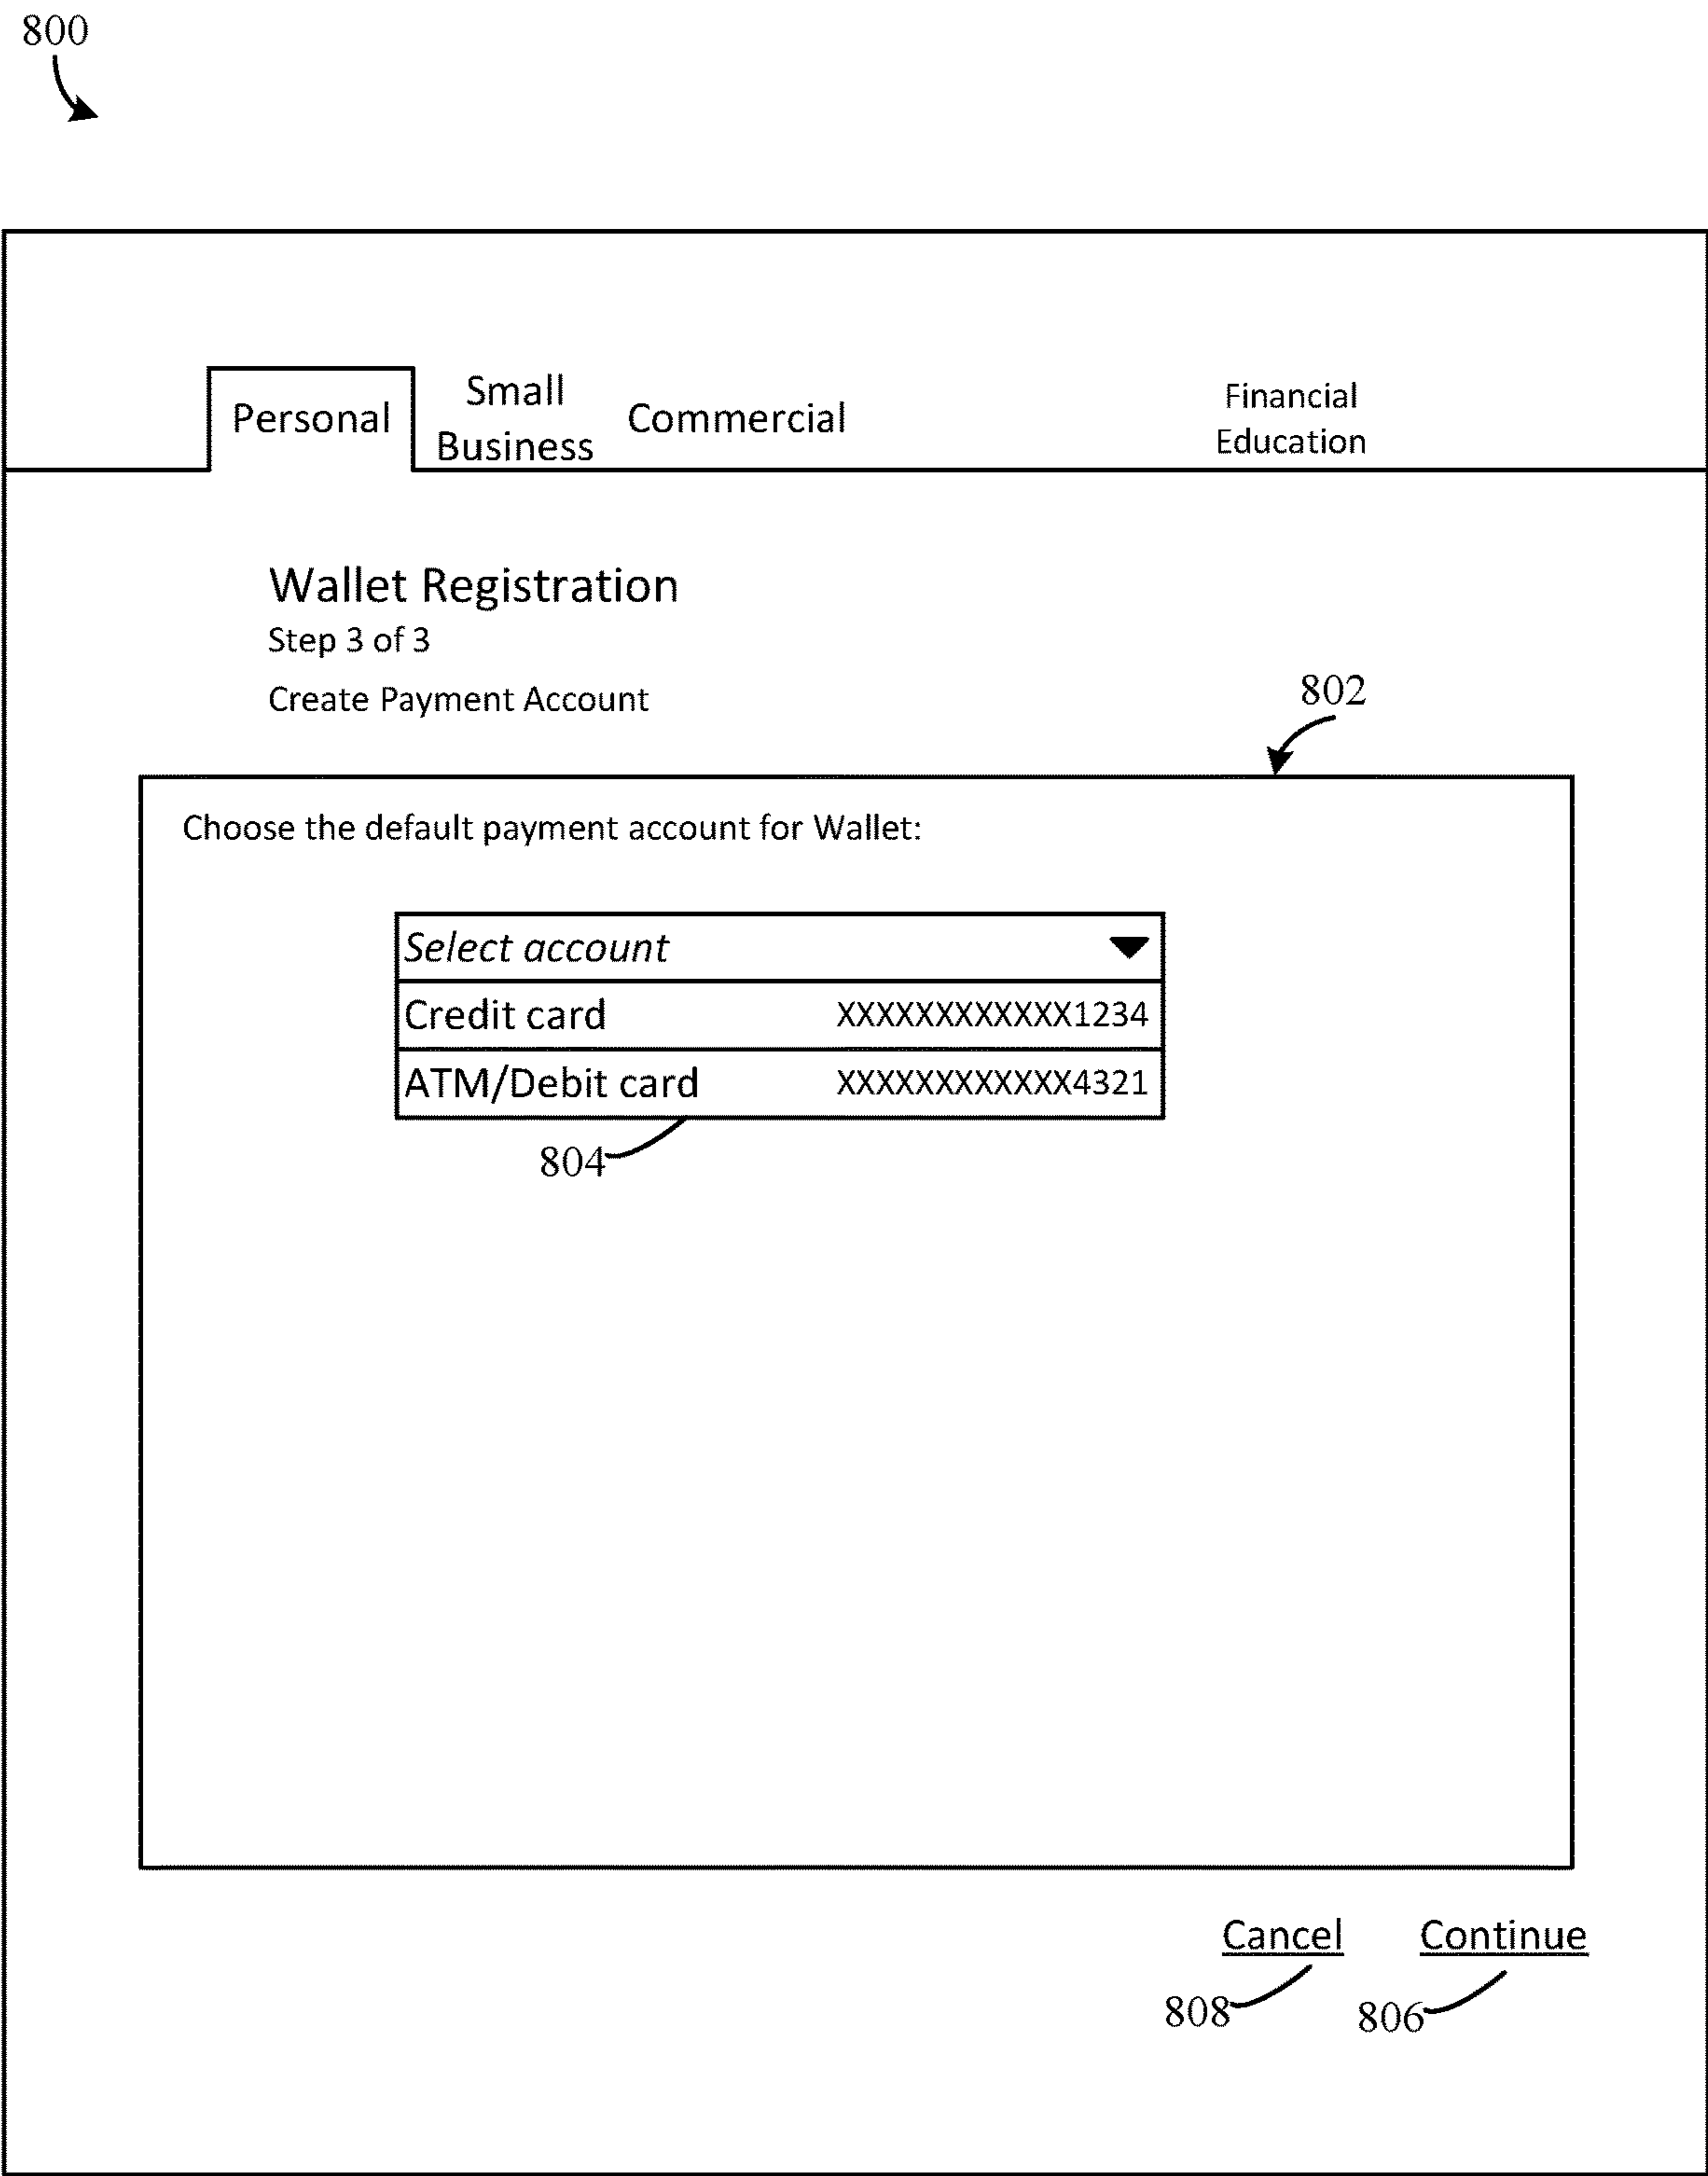 800
Personal
Small
Business
Commercial
Financial
Education
Wallet Registration
Step 3 of 3
Create Payment Account
802
Choose the default payment account for Wallet:
Select account
Credit card XXXXXXXXXXXX1234
ATM/Debit card XXXXXXXXXXXX4321
804
Cancel Continue
808 806